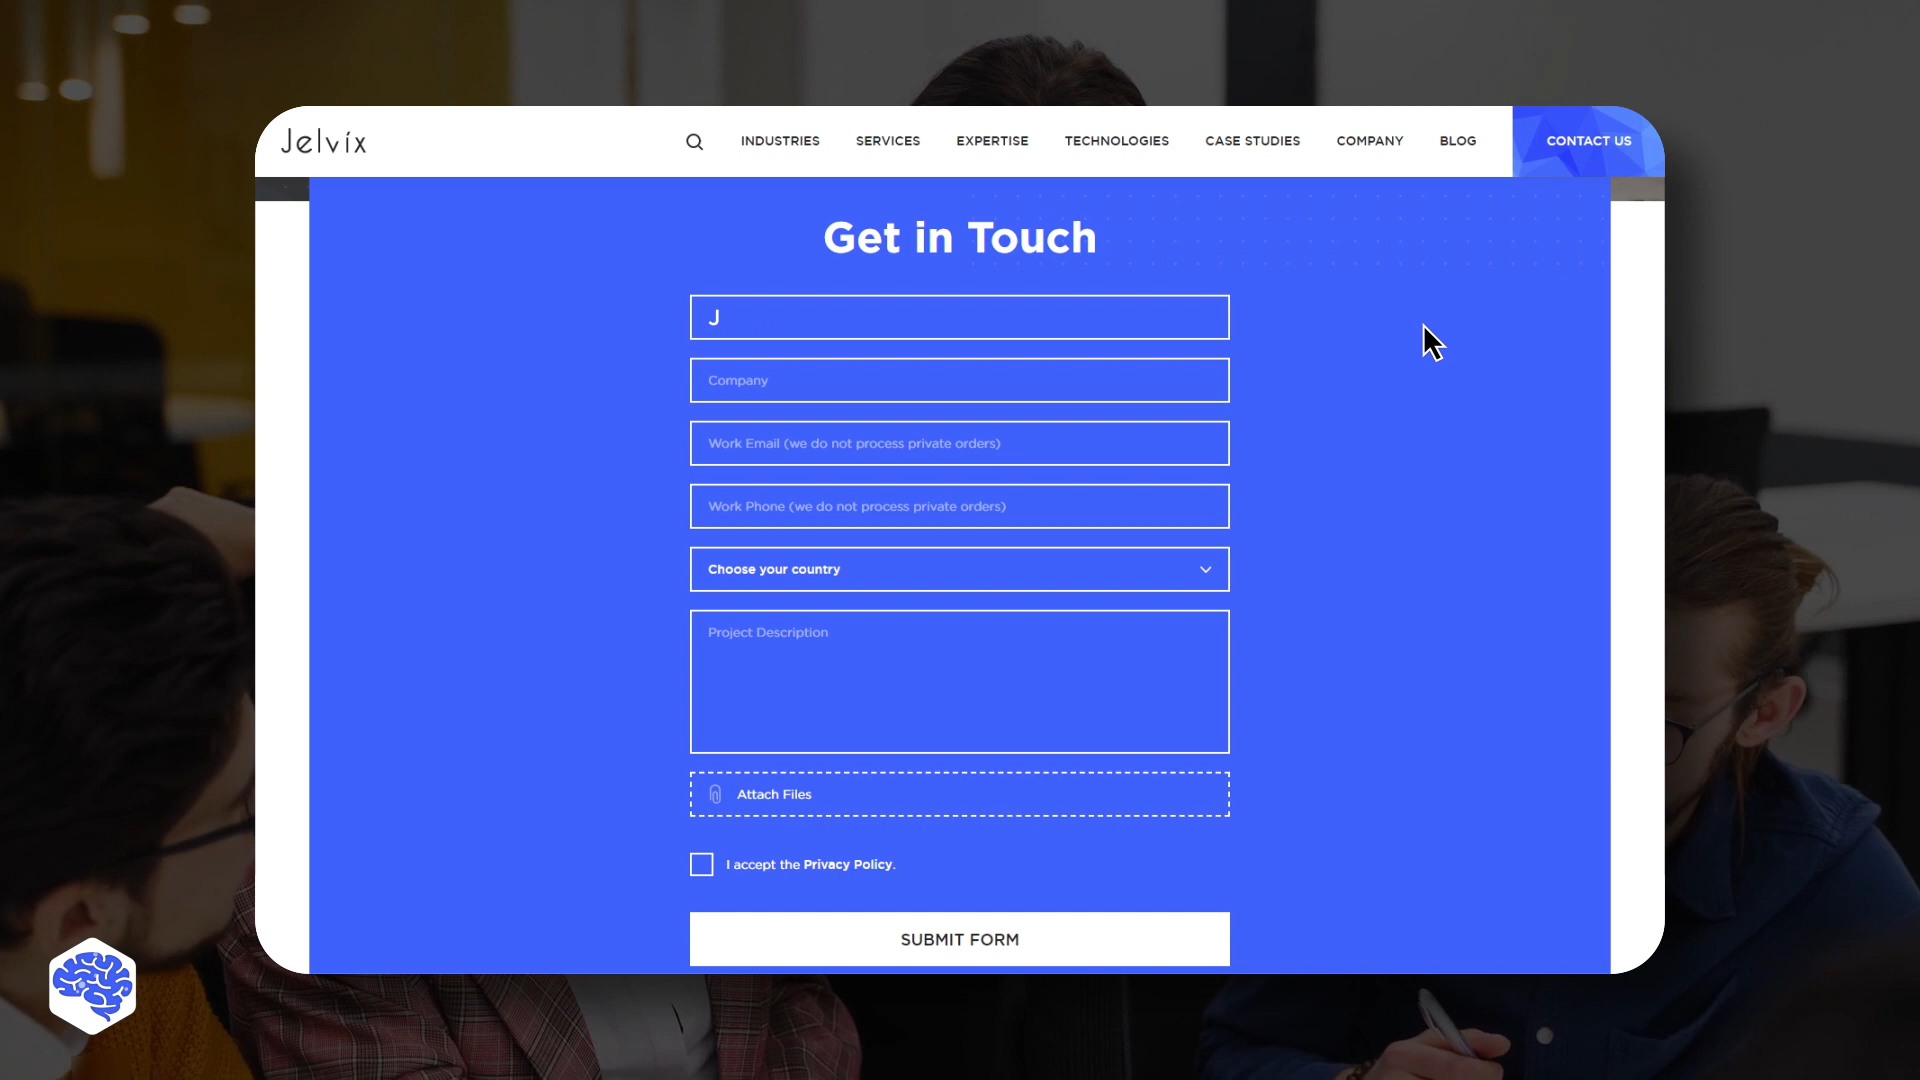 Jelvix
INDUSTRIES SERVICES EXPERTISE TECHNOLOGIES CASE STUDIES COMPANY BLOG CONTACT US
Get in Touch
J
Company
Work Email (we do not process private orders)
Work Phone (we do not process private orders)
Choose your country
Project Description
Attach Files
I accept the Privacy Policy.
SUBMIT FORM